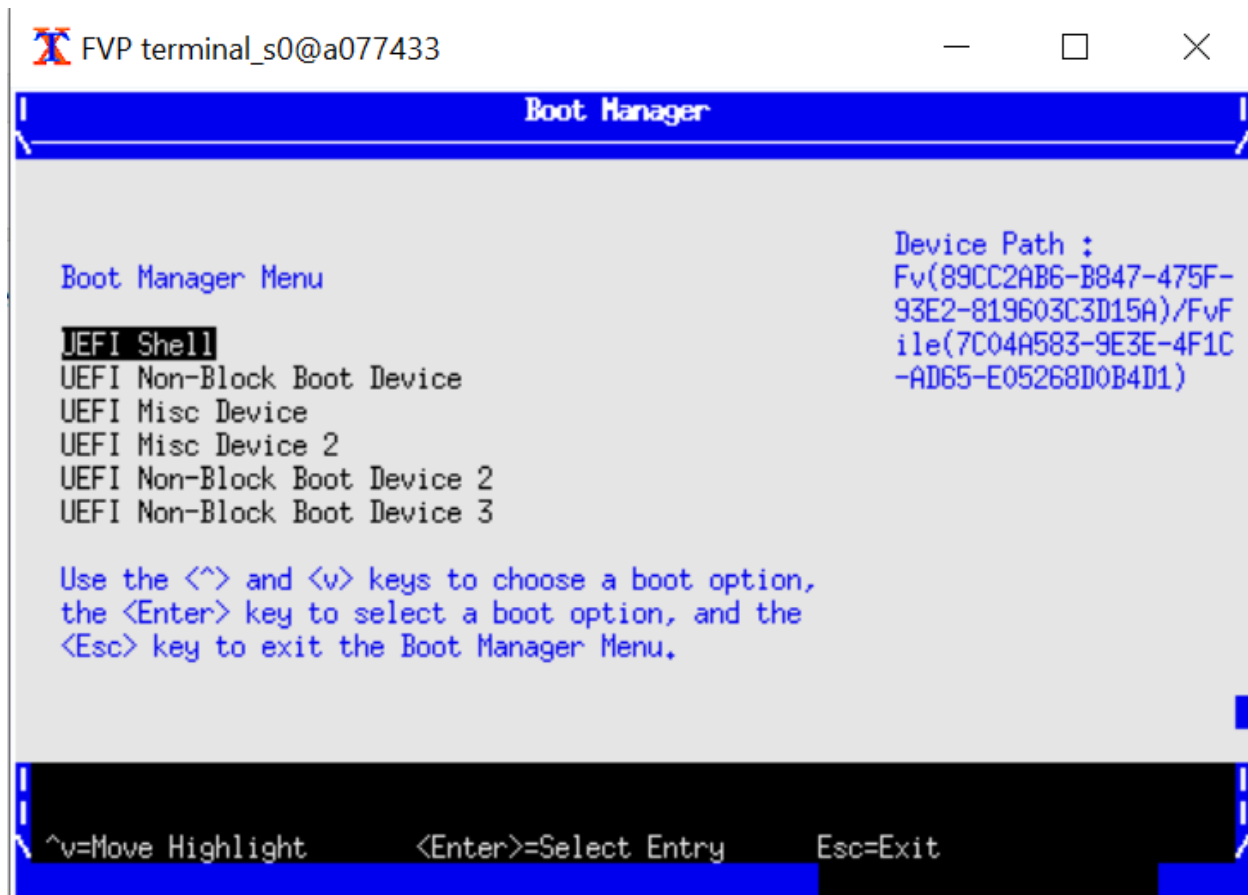 FVP terminal_s0@a077433
Boot Manager
Boot Manager Menu
UEFI Shell
UEFI Non-Block Boot Device
UEFI Misc Device
UEFI Misc Device 2
UEFI Non-Block Boot Device 2
UEFI Non-Block Boot Device 3
Use the <^> and <v> keys to choose a boot option,
the <Enter> key to select a boot option, and the
<Esc> key to exit the Boot Manager Menu.
Device Path :
Fv(89CC2AB6-B847-475F-
93E2-819603C3D15A)/FvF
ile(7C04A583-9E3E-4F1C
-AD65-E05268D0B4D1)
^v=Move Highlight <Enter>=Select Entry Esc=Exit